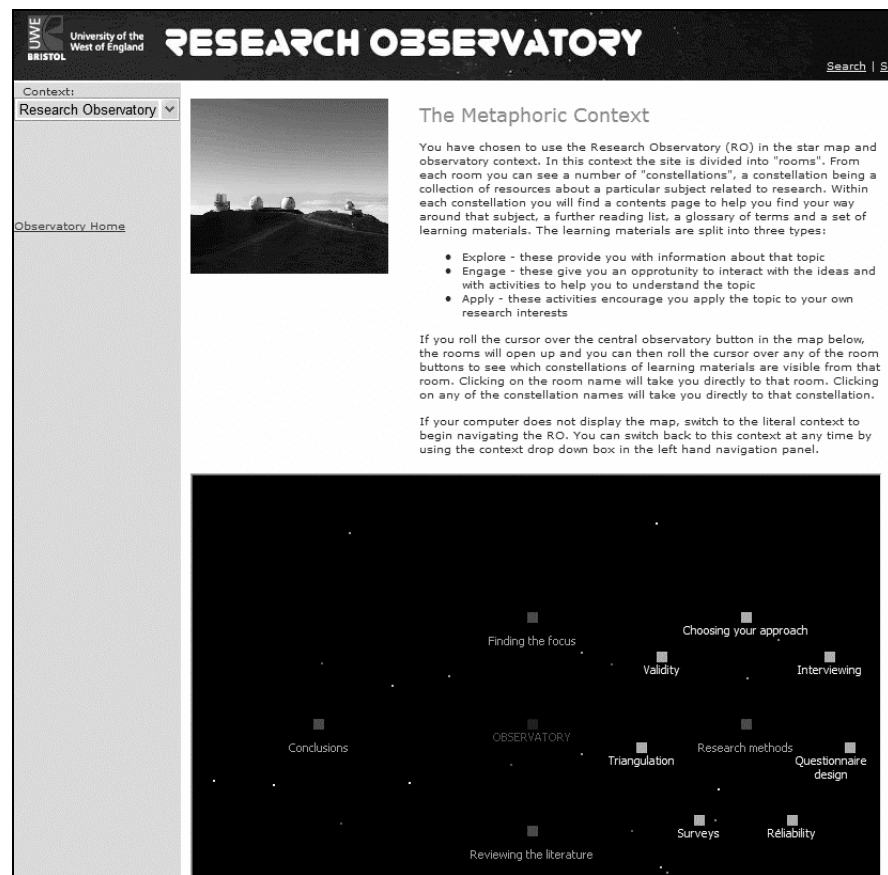 UWE
BRISTOL
University of the
West of England
RESEARCH OBSERVATORY
Search | S
Context:
Research Observatory
Observatory Home
The Metaphoric Context
You have chosen to use the Research Observatory (RO) in the star map and
observatory context. In this context the site is divided into "rooms". From
each room you can see a number of "constellations", a constellation being a
collection of resources about a particular subject related to research. Within
each constellation you will find a contents page to help you find your way
around that subject, a further reading list, a glossary of terms and a set of
learning materials. The learning materials are split into three types:
• Explore - these provide you with information about that topic
• Engage - these give you an opprotunity to interact with the ideas and
with activities to help you to understand the topic
• Apply - these activities encourage you apply the topic to your own
research interests
If you roll the cursor over the central observatory button in the map below,
the rooms will open up and you can then roll the cursor over any of the room
buttons to see which constellations of learning materials are visible from that
room. Clicking on the room name will take you directly to that room. Clicking
on any of the constellation names will take you directly to that constellation.
If your computer does not display the map, switch to the literal context to
begin navigating the RO. You can switch back to this context at any time by
using the context drop down box in the left hand navigation panel.
Choosing your approach
Finding the focus
Validity
Interviewing
OBSERVATORY
Conclusions
Research methods
Triangulation
Questionnaire
design
Surveys
Reliability
Reviewing the literature